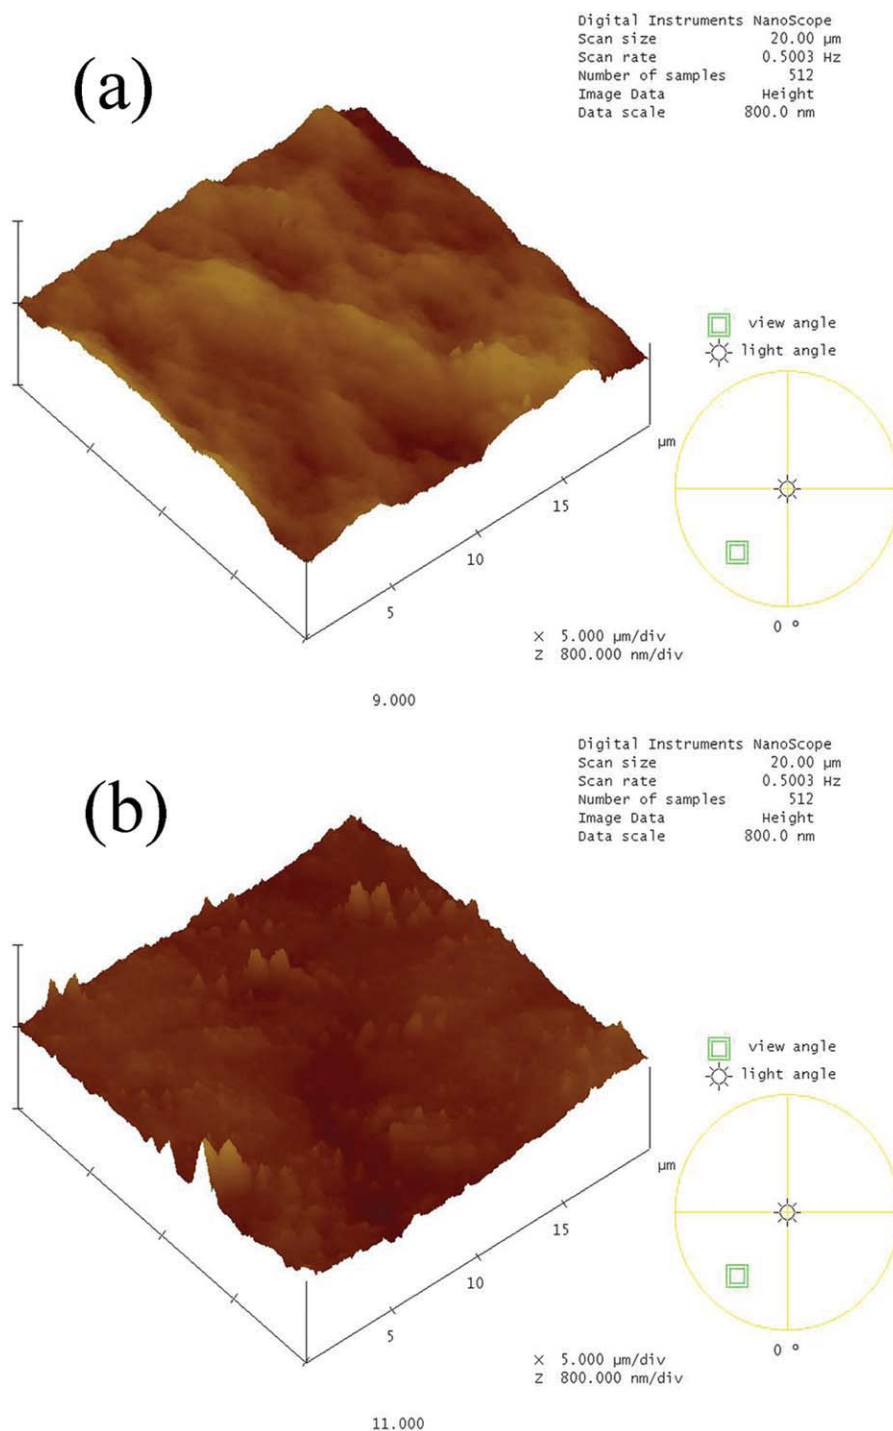 (a)
Digital Instruments NanoScope
Scan size 20.00 µm
Scan rate 0.5003 Hz
Number of samples 512
Image Data Height
Data scale 800.0 nm
view angle
light angle
µm
15
10
5
0 º
X 5.000 µm/div
Z 800.000 nm/div
9.000
(b)
Digital Instruments NanoScope
Scan size 20.00 µm
Scan rate 0.5003 Hz
Number of samples 512
Image Data Height
Data scale 800.0 nm
view angle
light angle
µm
15
10
5
0 º
X 5.000 µm/div
Z 800.000 nm/div
11.000